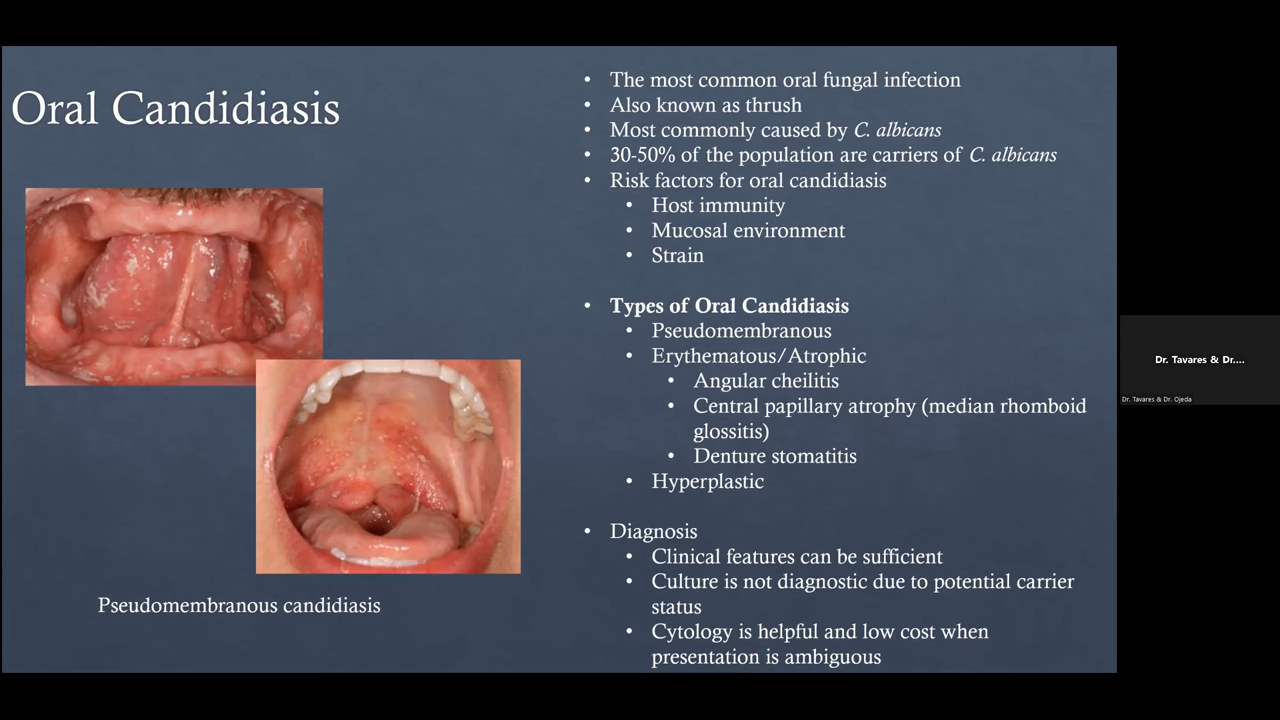 Oral Candidiasis
Pseudomembranous candidiasis
• The most common oral fungal infection
• Also known as thrush
• Most commonly caused by C. albicans
• 30-50% of the population are carriers of C. albicans
• Risk factors for oral candidiasis
• Host immunity
• Mucosal environment
• Strain
• Types of Oral Candidiasis
• Pseudomembranous
• Erythematous/Atrophic
• Angular cheilitis
• Central papillary atrophy (median rhomboid
glossitis)
• Denture stomatitis
• Hyperplastic
• Diagnosis
• Clinical features can be sufficient
• Culture is not diagnostic due to potential carrier
status
• Cytology is helpful and low cost when
presentation is ambiguous
Dr. Tavares & Dr....
Dr. Tavares & Dr. Ojeda